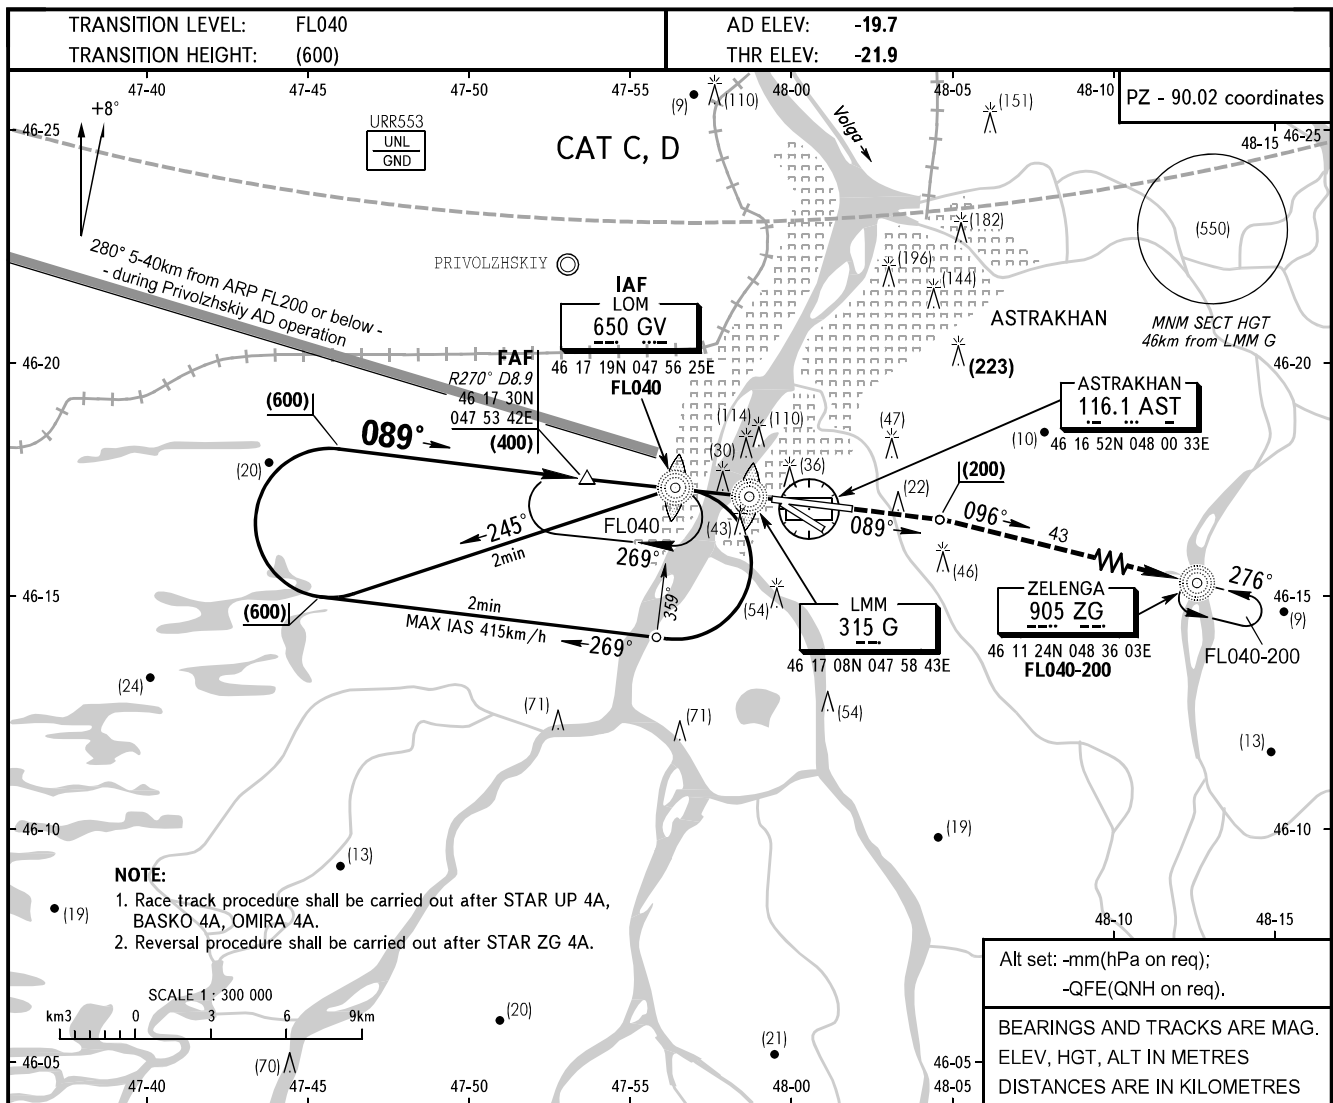 TRANSITION LEVEL: FL040
TRANSITION HEIGHT: (600)
AD ELEV: -19.7
THR ELEV: -21.9
47-40 47-45 47-50 47-55 48-00 48-05 48-10
PZ - 90.02 coordinates
46-25
48-15 46-25
+8°
URR553
UNL
GND
CAT C, D
(9)
(110)
Volga
(151)
(182)
(550)
(196)
(144)
280° 5-40km from ARP FL200 or below -
- during Privolzhskiy AD operation
PRIVOLZHSKIY
IAF
LOM
650 GV
46 17 19N 047 56 25E
FL040
ASTRAKHAN
MNM SECT HGT
46km from LMM G
46-20
46-20
(223)
FAF
R270° D8.9
46 17 30N
047 53 42E
(400)
ASTRAKHAN
116.1 AST
46 16 52N 048 00 33E
(600)
089°
(20)
(114)
(110)
(30)
(36)
(47)
(10)
(22)
(200)
(43)
089°
096°
43
(46)
FL040
245°
2min
269°
359°
(600)
2min
MAX IAS 415km/h
269°
(54)
LMM
315 G
46 17 08N 047 58 43E
ZELENGA
905 ZG
46 11 24N 048 36 03E
FL040-200
276°
FL040-200
(9)
46-15
46-15
(24)
(71)
(71)
(54)
(13)
46-10
46-10
(13)
(19)
(19)
NOTE:
1. Race track procedure shall be carried out after STAR UP 4A,
BASKO 4A, OMIRA 4A.
2. Reversal procedure shall be carried out after STAR ZG 4A.
48-10 48-15
SCALE 1 : 300 000
km3 0 3 6 9km
(20)
(21)
(70)
Alt set: -mm(hPa on req);
-QFE(QNH on req).
BEARINGS AND TRACKS ARE MAG.
ELEV, HGT, ALT IN METRES
DISTANCES ARE IN KILOMETRES
46-05
46-05
47-40 47-45 47-50 47-55 48-00 48-05